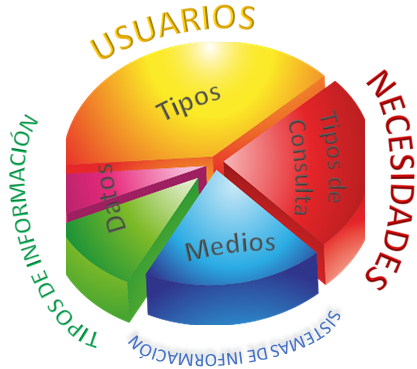 USUARIOS
Tipos
NECESIDADES
Tipos de
Consulta
TIPOS DE INFORMACIÓN
Datos
Medios
SISTEMAS DE INFORMACIÓN